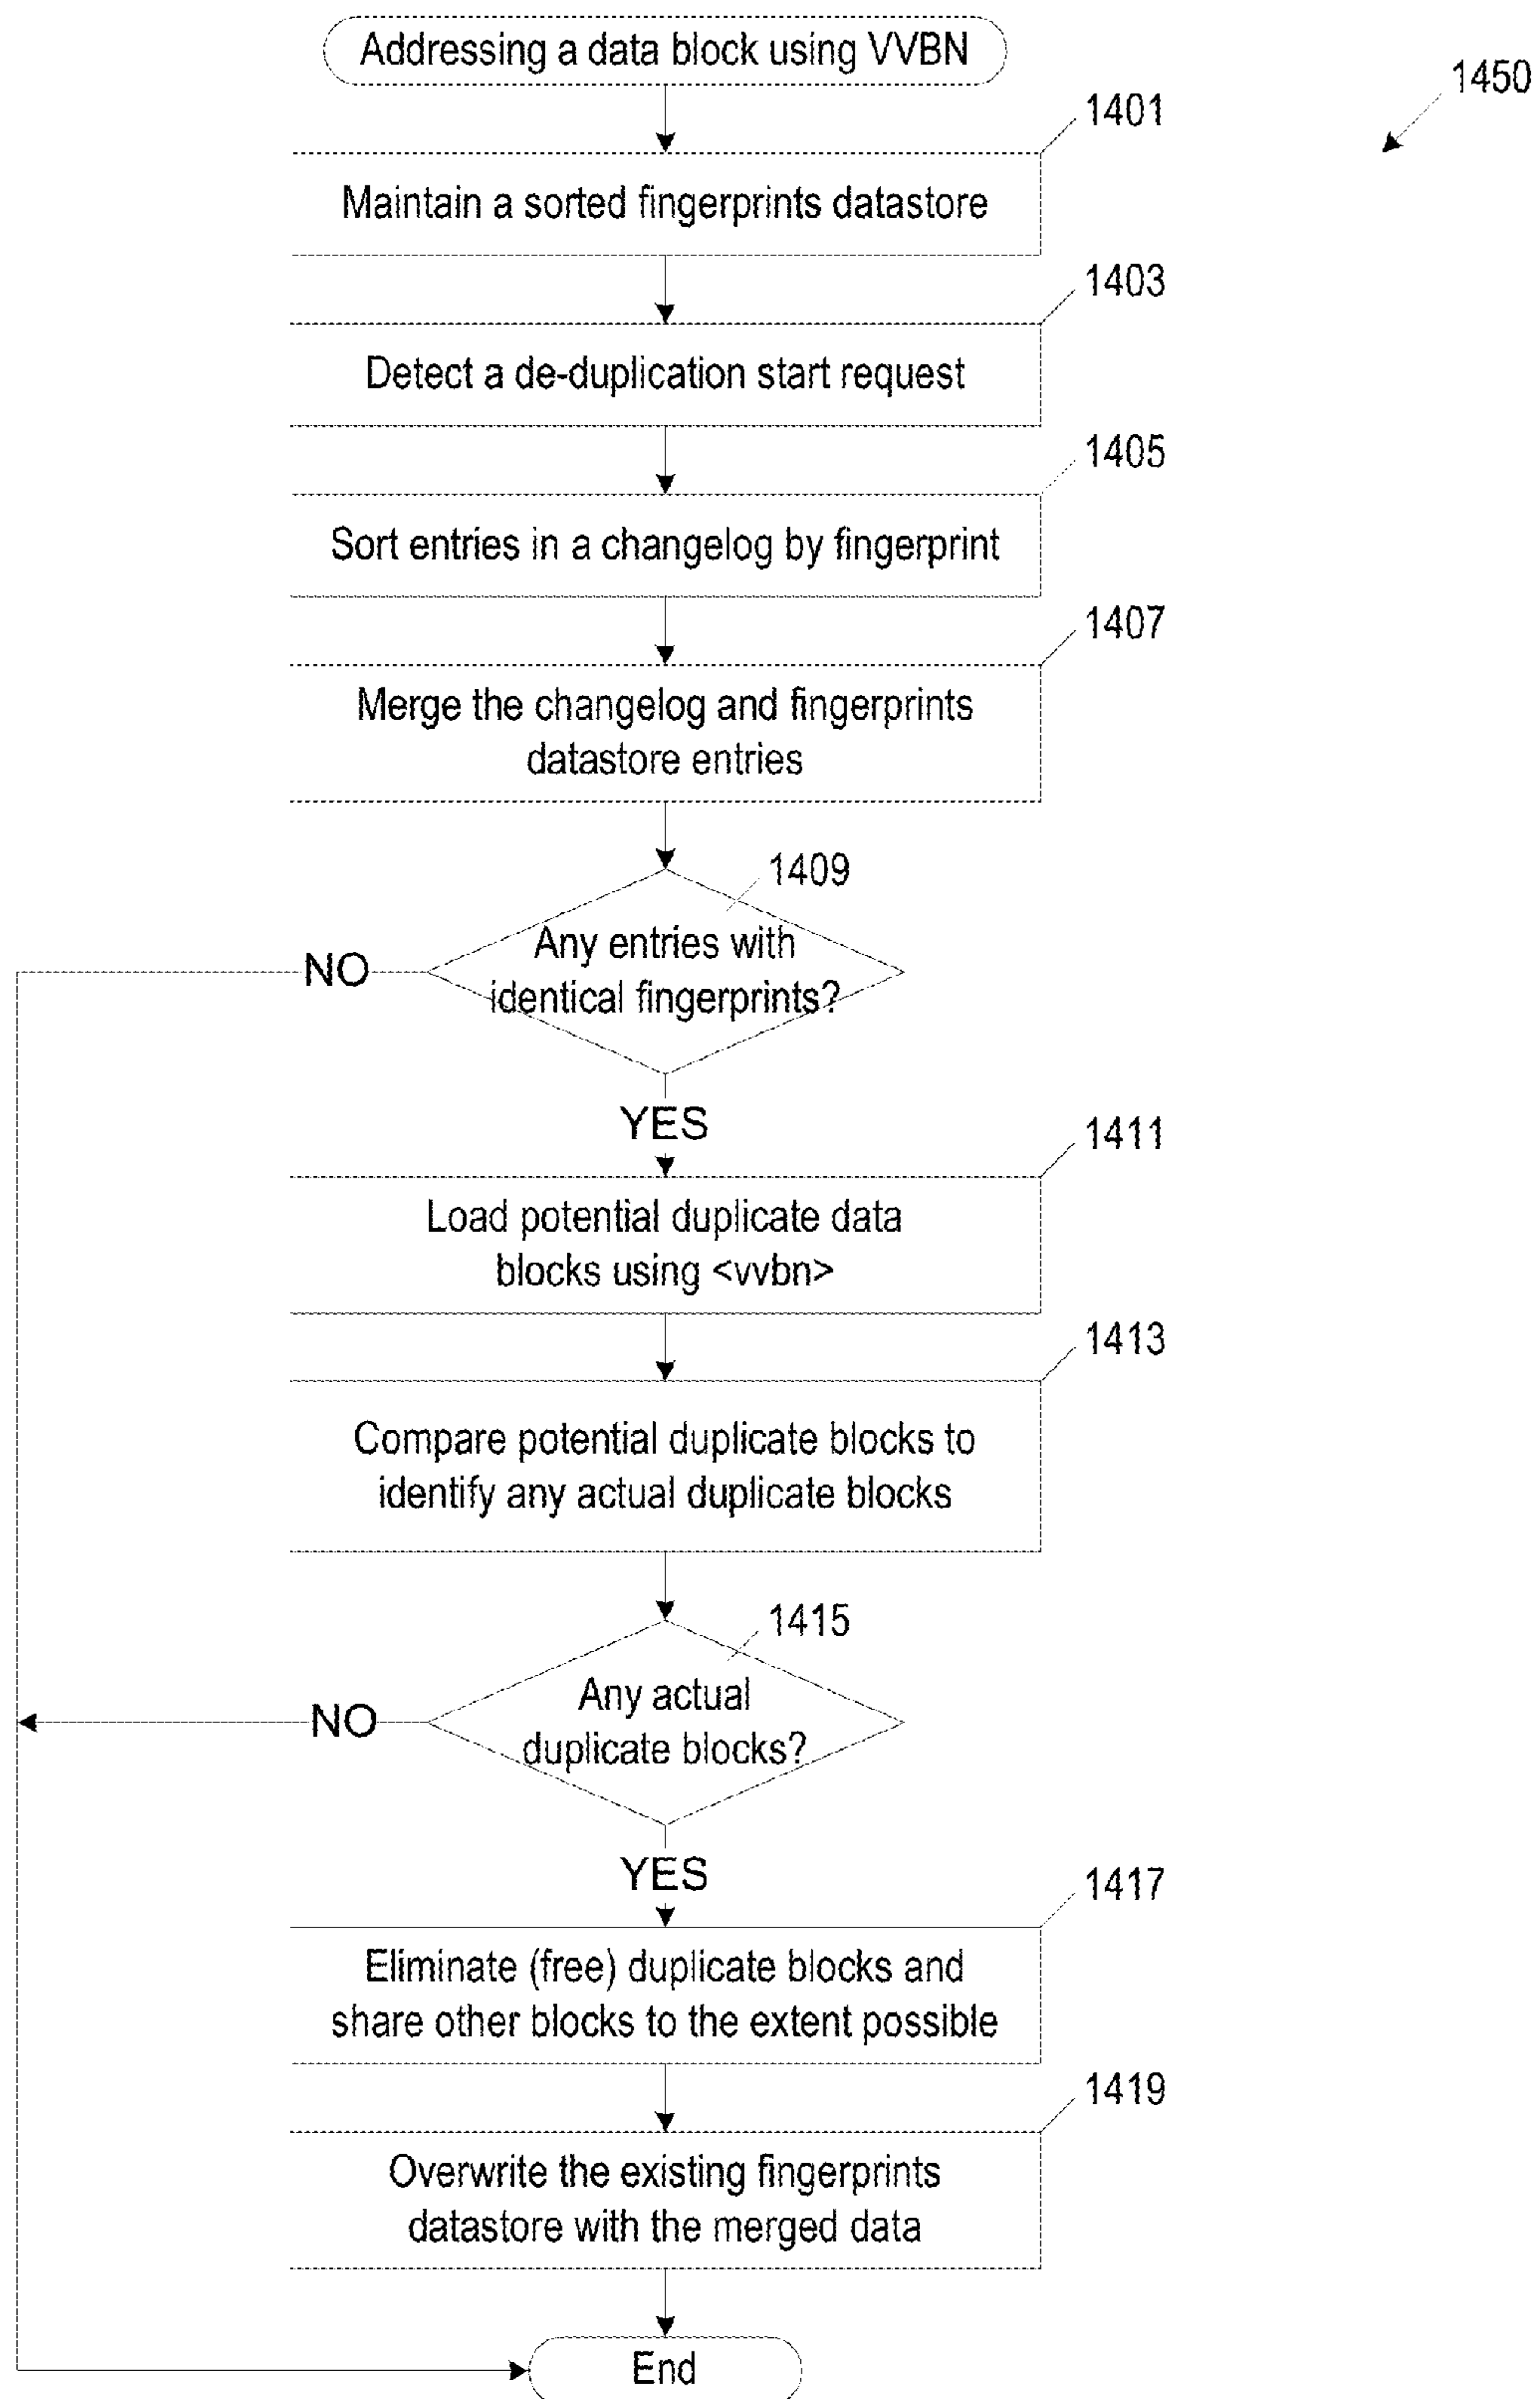 Addressing a data block using VVBN
1450
1401
Maintain a sorted fingerprints datastore
1403
Detect a de-duplication start request
1405
Sort entries in a changelog by fingerprint
1407
Merge the changelog and fingerprints
datastore entries
1409
Any entries with
identical fingerprints?
NO
YES
1411
Load potential duplicate data
blocks using <vvbn>
1413
Compare potential duplicate blocks to
identify any actual duplicate blocks
1415
Any actual
duplicate blocks?
NO
YES
1417
Eliminate (free) duplicate blocks and
share other blocks to the extent possible
1419
Overwrite the existing fingerprints
datastore with the merged data
End